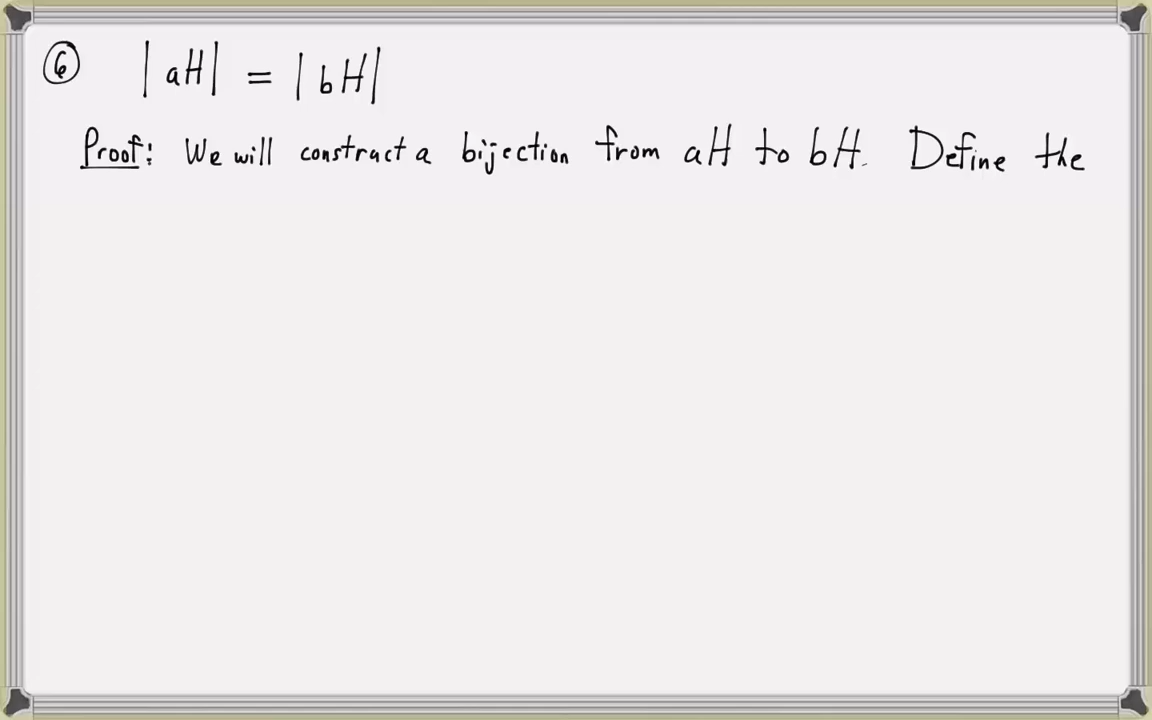 ⑥ |aH| = |bH|
Proof: We will construct a bijection from aH to bH. Define the